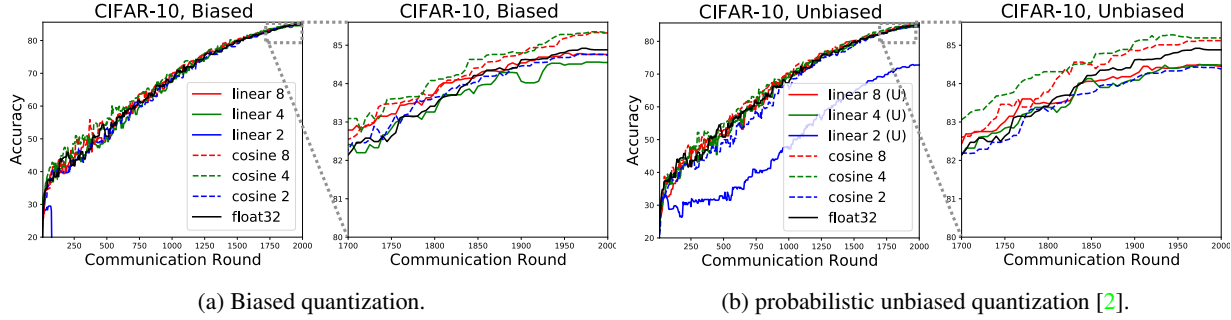 CIFAR-10, Biased
Accuracy
80
70
60
50
40
30
20
250 500 750 1000 1250 1500 1750 2000
Communication Round
linear 8
linear 4
linear 2
cosine 8
cosine 4
cosine 2
float32
CIFAR-10, Biased
85
84
83
82
81
80
1700 1750 1800 1850 1900 1950 2000
Communication Round
(a) Biased quantization.
CIFAR-10, Unbiased
Accuracy
80
70
60
50
40
30
20
250 500 750 1000 1250 1500 1750 2000
Communication Round
linear 8 (U)
linear 4 (U)
linear 2 (U)
cosine 8
cosine 4
cosine 2
float32
CIFAR-10, Unbiased
85
84
83
82
81
80
1700 1750 1800 1850 1900 1950 2000
Communication Round
(b) probabilistic unbiased quantization [2].